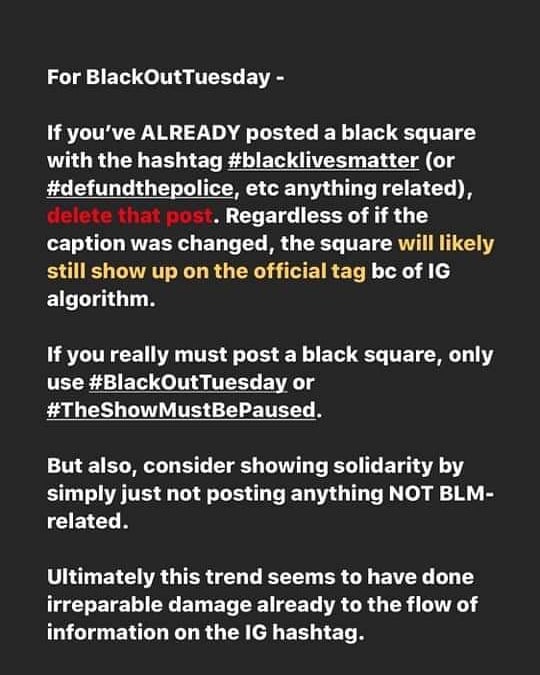 For BlackOutTuesday -
If you've ALREADY posted a black square
with the hashtag #blacklivesmatter (or
#defundthepolice, etc anything related),
delete that post. Regardless of if the
caption was changed, the square will likely
still show up on the official tag bc of IG
algorithm.
If you really must post a black square, only
use #BlackOutTuesday or
#TheShowMustBePaused.
But also, consider showing solidarity by
simply just not posting anything NOT BLM-
related.
Ultimately this trend seems to have done
irreparable damage already to the flow of
information on the IG hashtag.